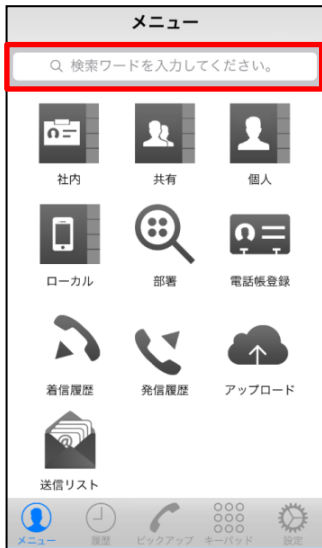 メニュー
検索ワードを入力してください。
社内
共有
個人
ローカル
部署
電話帳登録
着信履歴
発信履歴
アップロード
@
送信リスト
メニュー
履歴
ピックアップ
キーパッド
設定